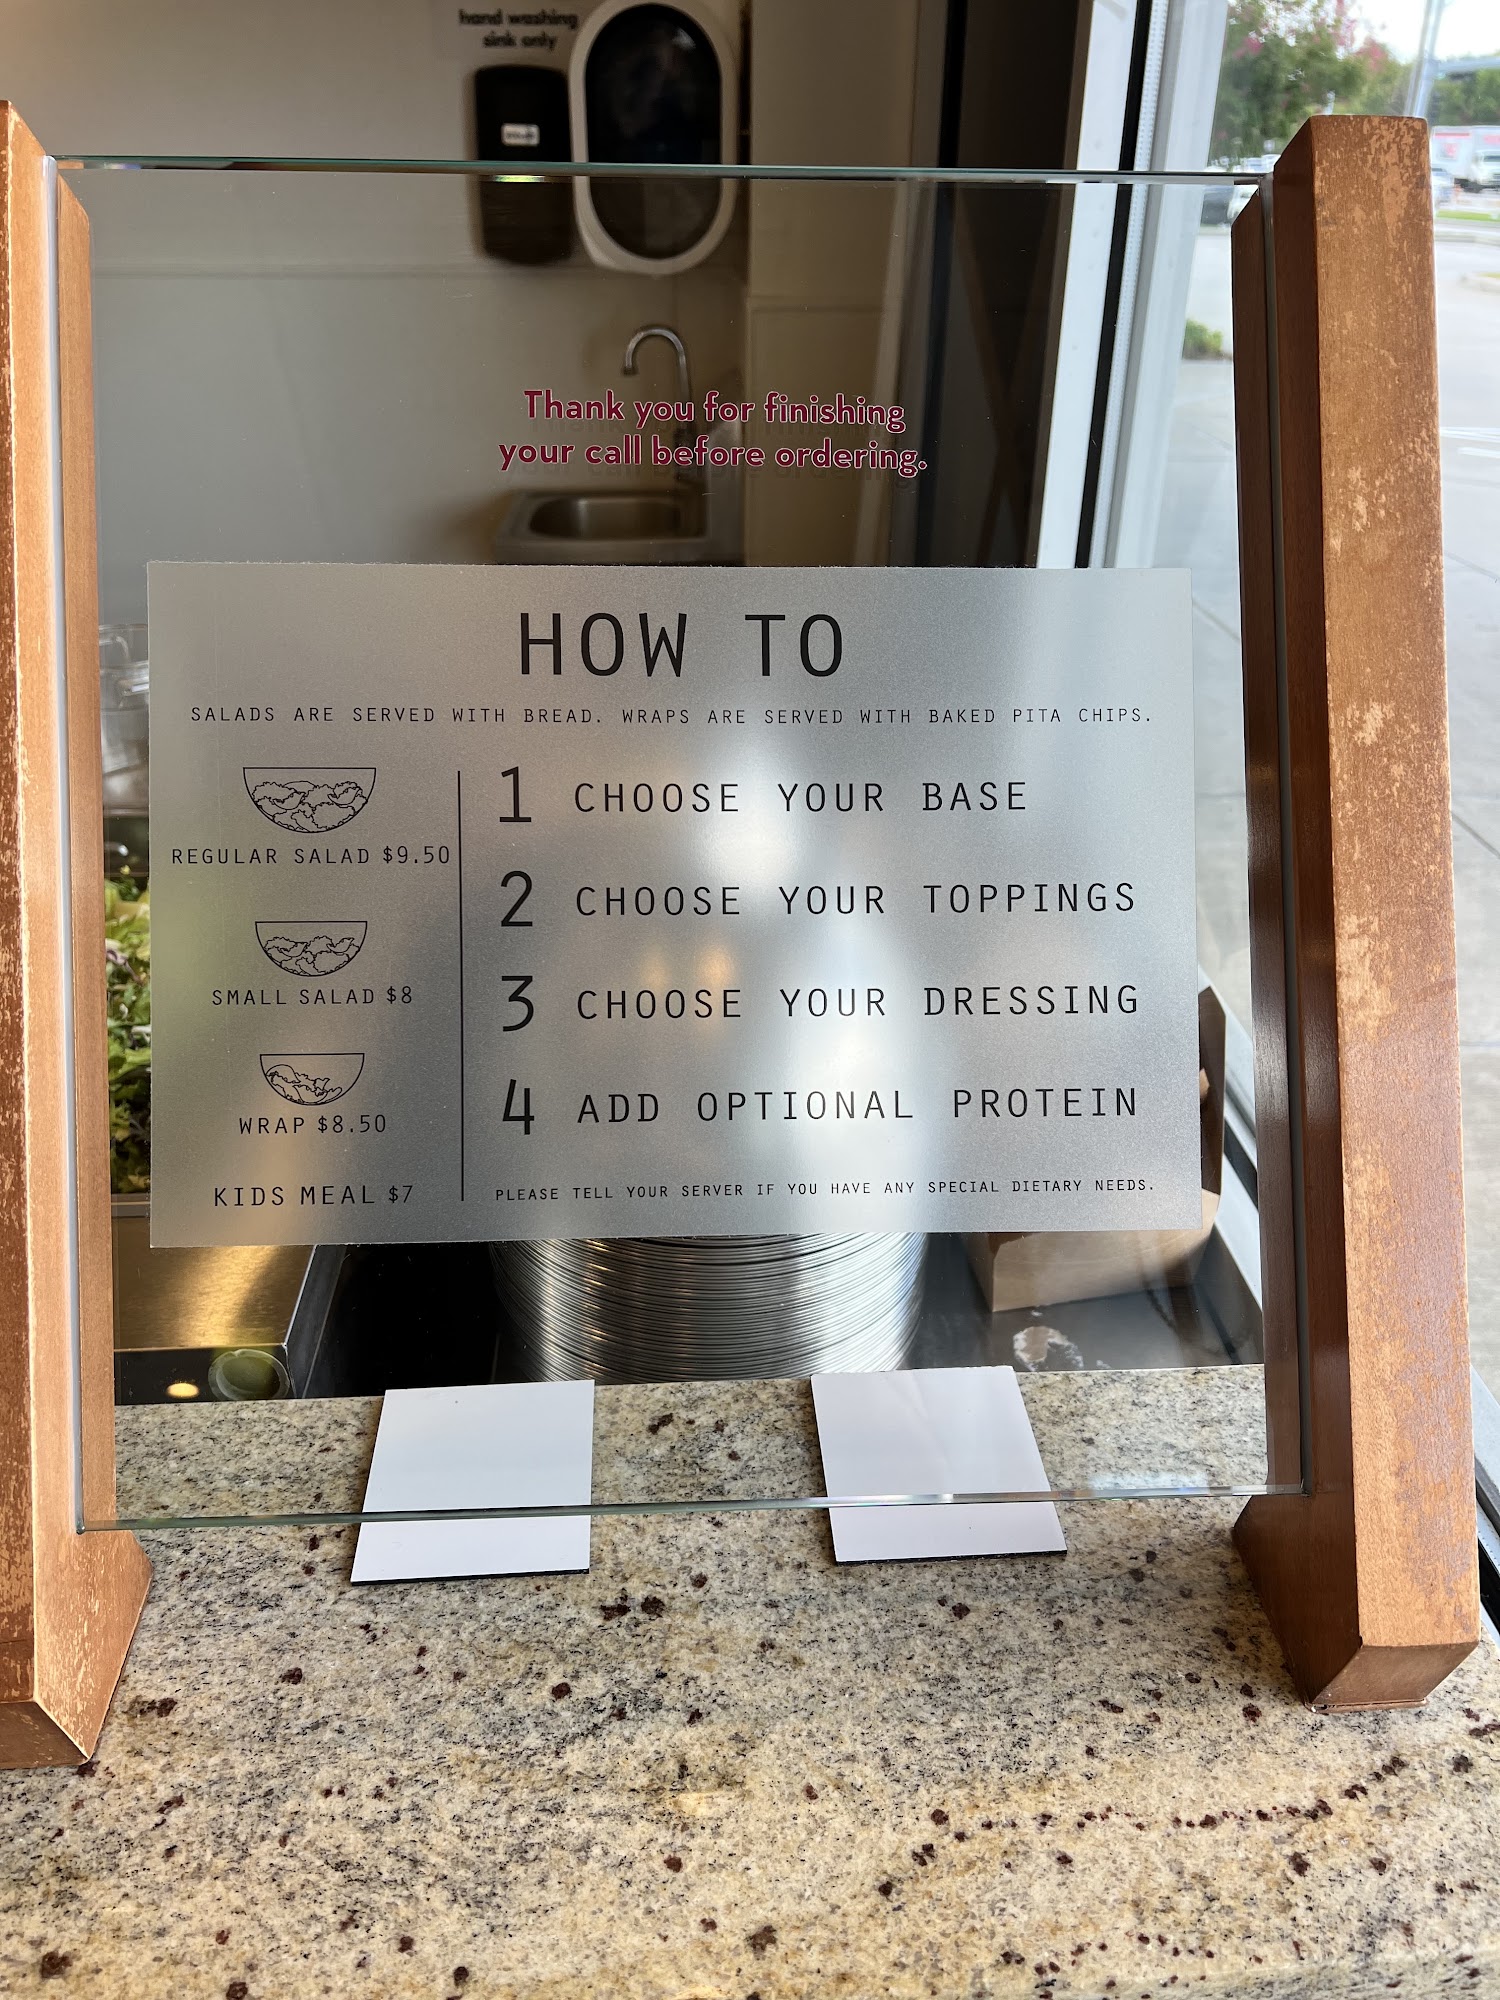 hand washing
sink only
Thank you for finishing
your call before ordering.
HOW TO
SALADS ARE SERVED WITH BREAD. WRAPS ARE SERVED WITH BAKED PITA CHIPS.
REGULAR SALAD $9.50
SMALL SALAD $8
WRAP $8.50
KIDS MEAL $7
1 CHOOSE YOUR BASE
2 CHOOSE YOUR TOPPINGS
3 CHOOSE YOUR DRESSING
4 ADD OPTIONAL PROTEIN
PLEASE TELL YOUR SERVER IF YOU HAVE ANY SPECIAL DIETARY NEEDS.